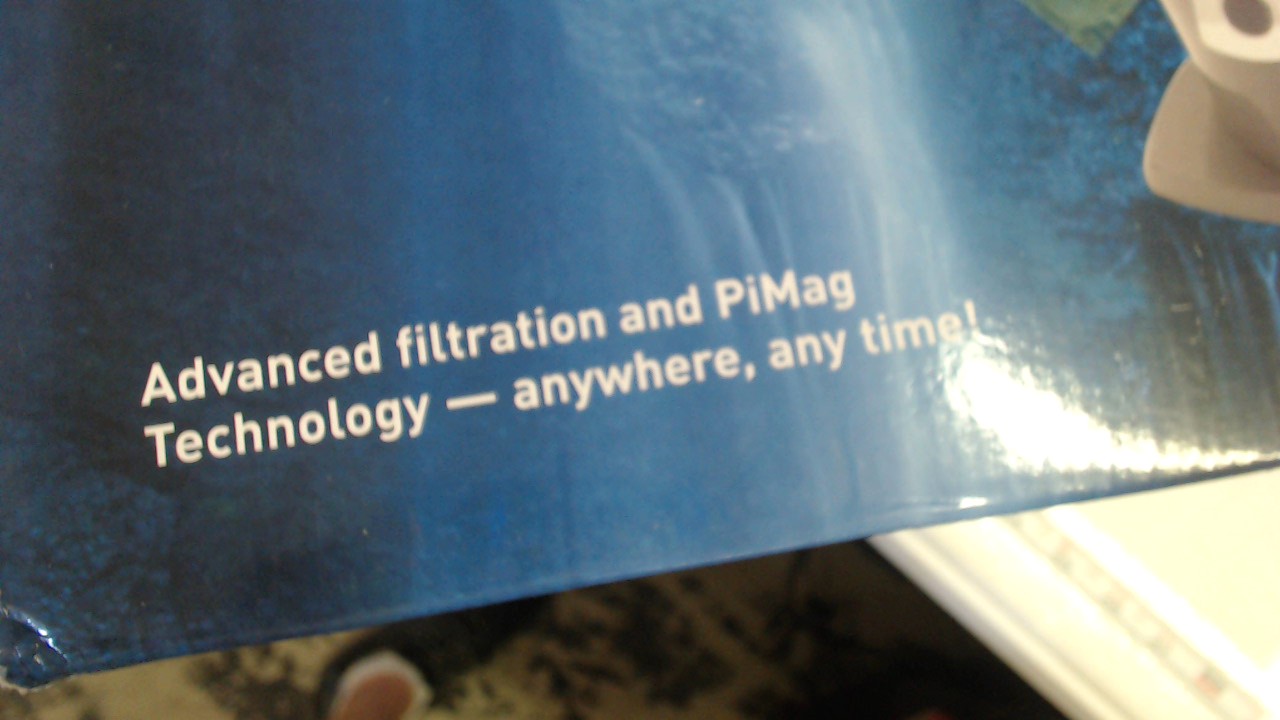 Advanced filtration and PiMag
Technology — anywhere, any time!